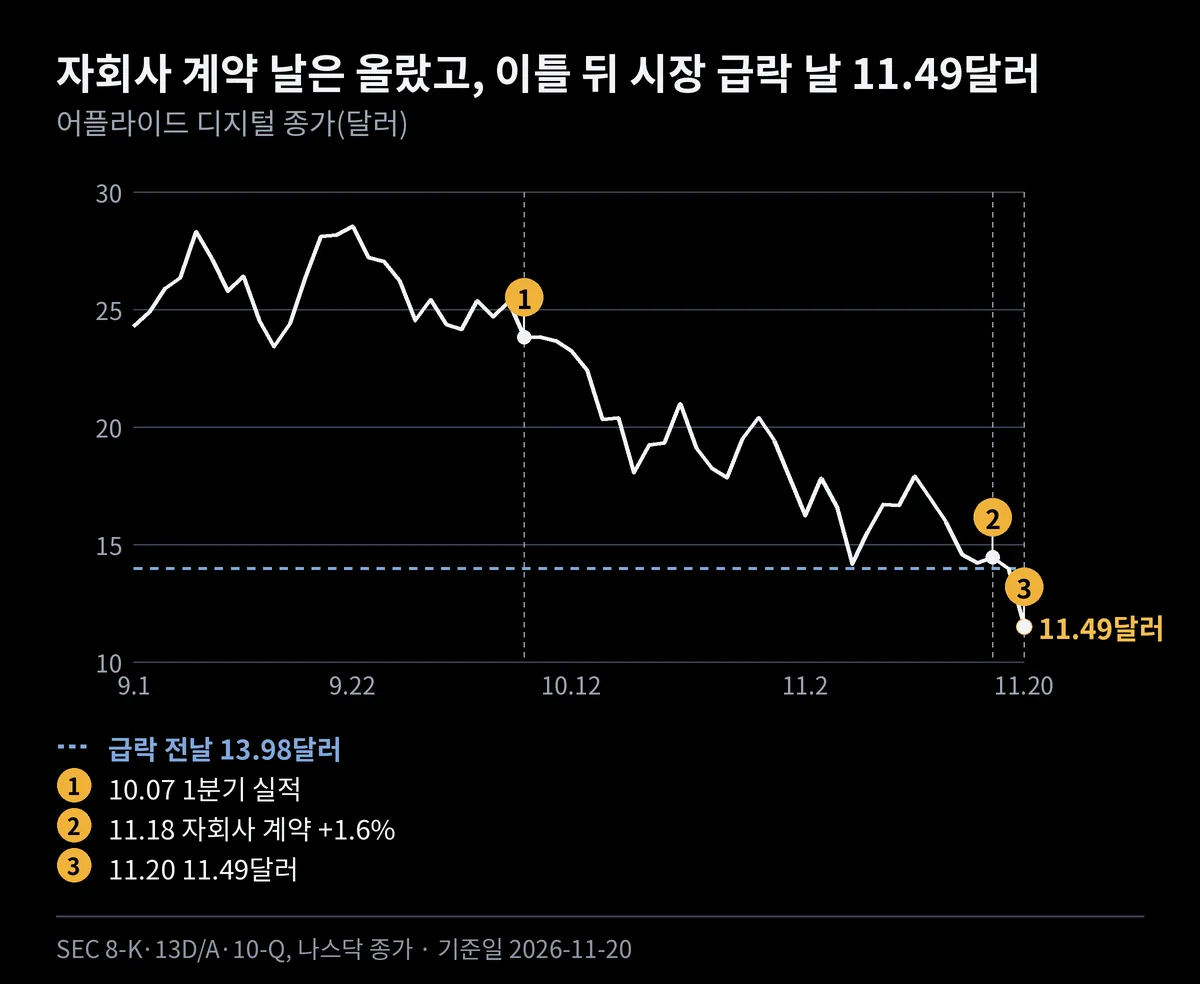 자회사 계약 날은 올랐고, 이틀 뒤 시장 급락 날 11.49달러
어플라이드 디지털 종가(달러)
30
25
20
15
10
1
2
3
11.49달러
9.1 9.22 10.12 11.2 11.20
급락 전날 13.98달러
1 10.07 1분기 실적
2 11.18 자회사 계약 +1.6%
3 11.20 11.49달러
SEC 8-K·13D/A·10-Q, 나스닥 종가 · 기준일 2026-11-20